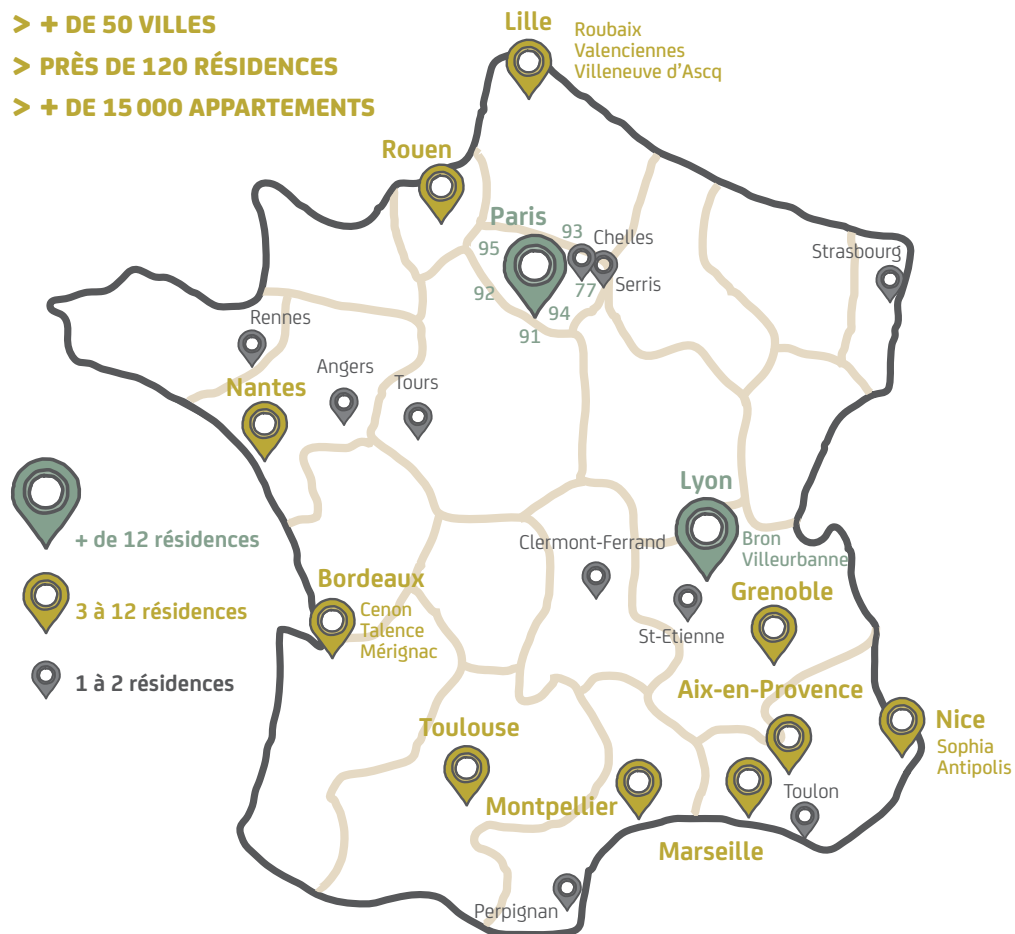 > + DE 50 VILLES
> PRÈS DE 120 RÉSIDENCES
> + DE 15 000 APPARTEMENTS
Lille
Roubaix
Valenciennes
Villeneuve d'Ascq
Rouen
Paris
93
95
92
77
94
91
Chelles
Serris
Strasbourg
Rennes
Angers
Tours
Nantes
Lyon
Bron
Villeurbanne
Clermont-Ferrand
St-Etienne
Grenoble
+ de 12 résidences
3 à 12 résidences
1 à 2 résidences
Bordeaux
Cenon
Talence
Mérignac
Aix-en-Provence
Nice
Sophia
Antipolis
Toulouse
Montpellier
Toulon
Marseille
Perpignan